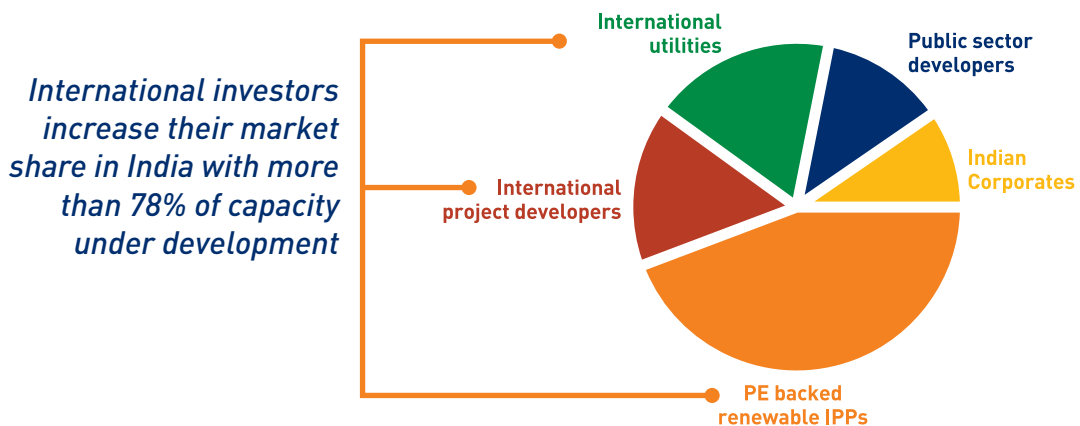 International investors
increase their market
share in India with more
than 78% of capacity
under development
International
utilities
Public sector
developers
Indian
Corporates
International
project developers
PE backed
renewable IPPs